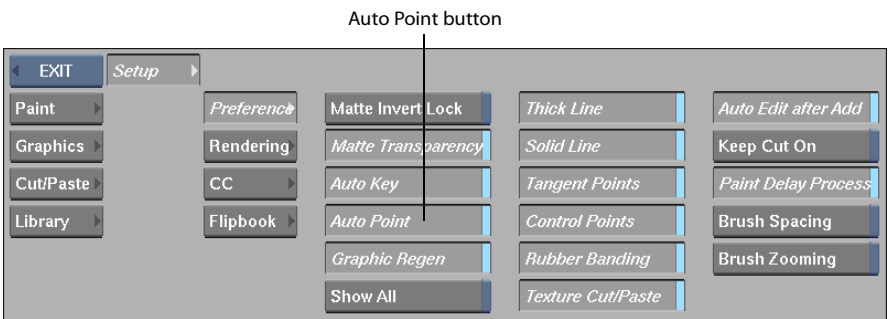 Auto Point button
EXIT Setup
Paint Preference Matte Invert Lock Thick Line Auto Edit after Add
Graphics Rendering Matte Transparency Solid Line Keep Cut On
Cut/Paste CC Auto Key Tangent Points Paint Delay Process
Library Flipbook Auto Point Control Points Brush Spacing
Graphic Regen Rubber Banding Brush Zooming
Show All Texture Cut/Paste